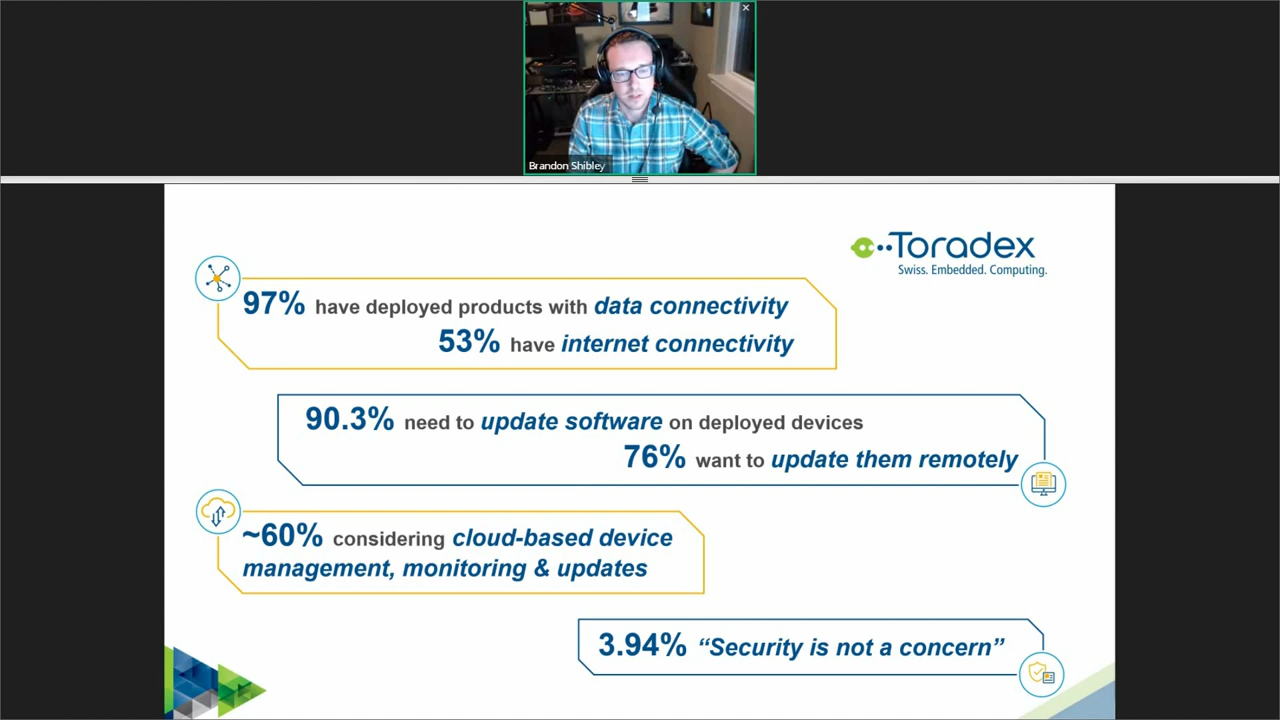 Brandon Shibley
Toradex
Swiss. Embedded. Computing.
97% have deployed products with data connectivity
53% have internet connectivity
90.3% need to update software on deployed devices
76% want to update them remotely
~60% considering cloud-based device
management, monitoring & updates
3.94% “Security is not a concern”